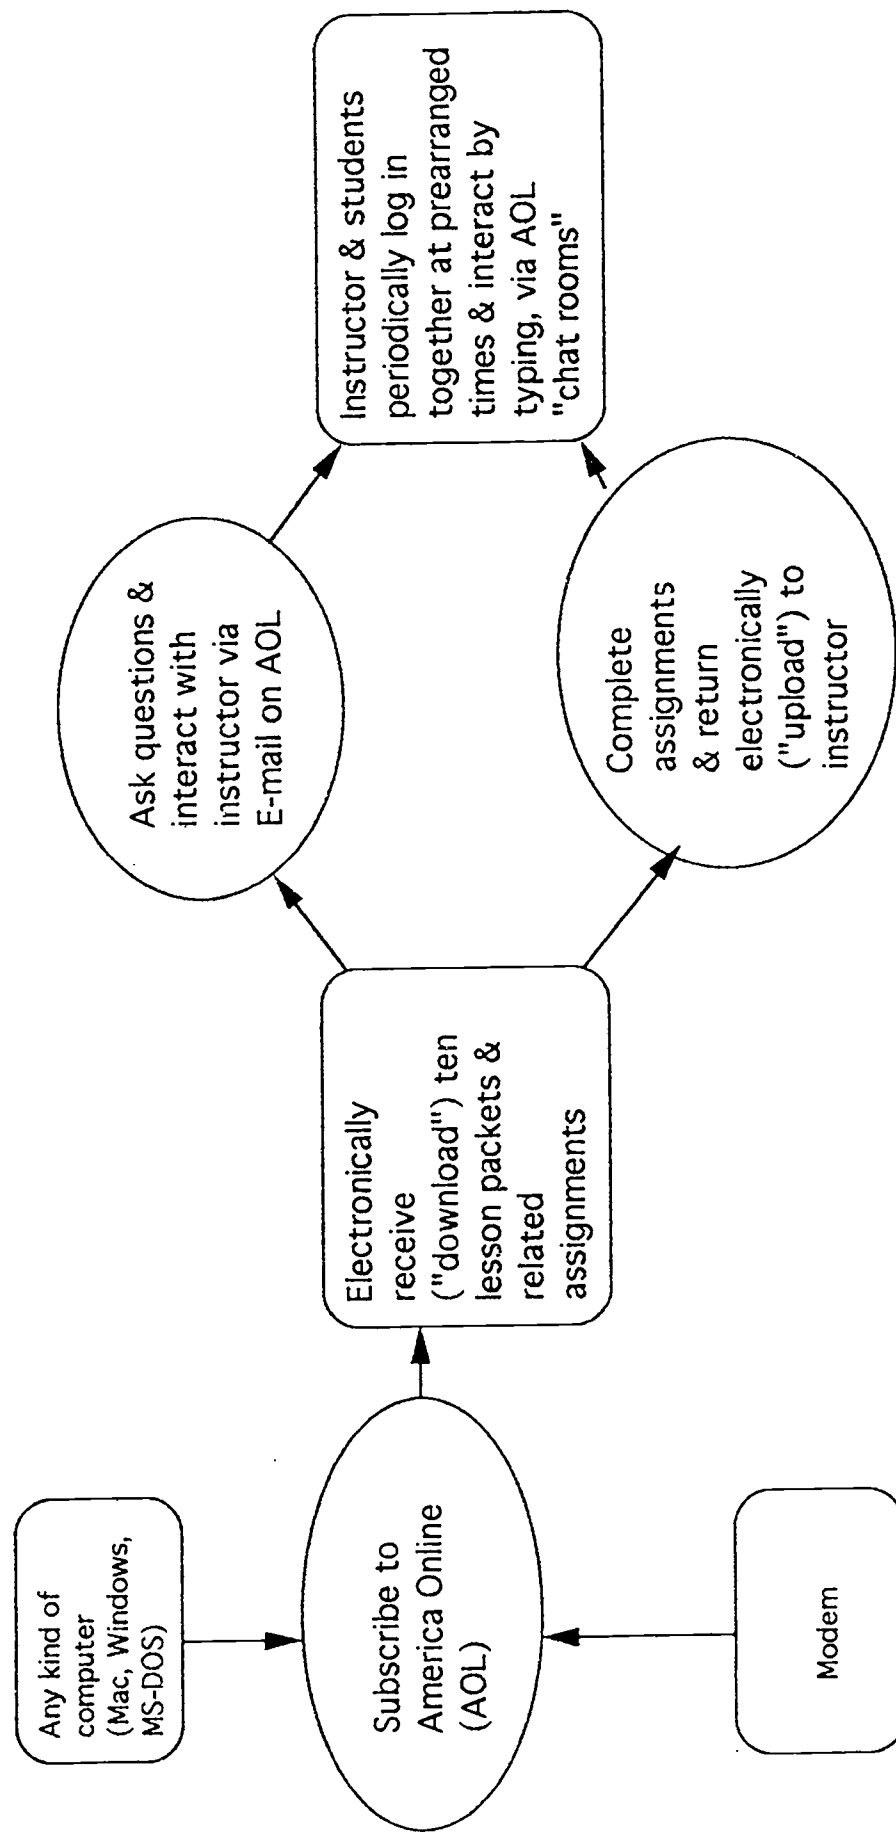 Any kind of
computer
(Mac, Windows,
MS-DOS)
Subscribe to
America Online
(AOL)
Modem
Electronically
receive
("download") ten
lesson packets &
related
assignments
Ask questions &
interact with
instructor via
E-mail on AOL
Complete
assignments
& return
electronically
("upload") to
instructor
Instructor & students
periodically log in
together at prearranged
times & interact by
typing, via AOL
"chat rooms"